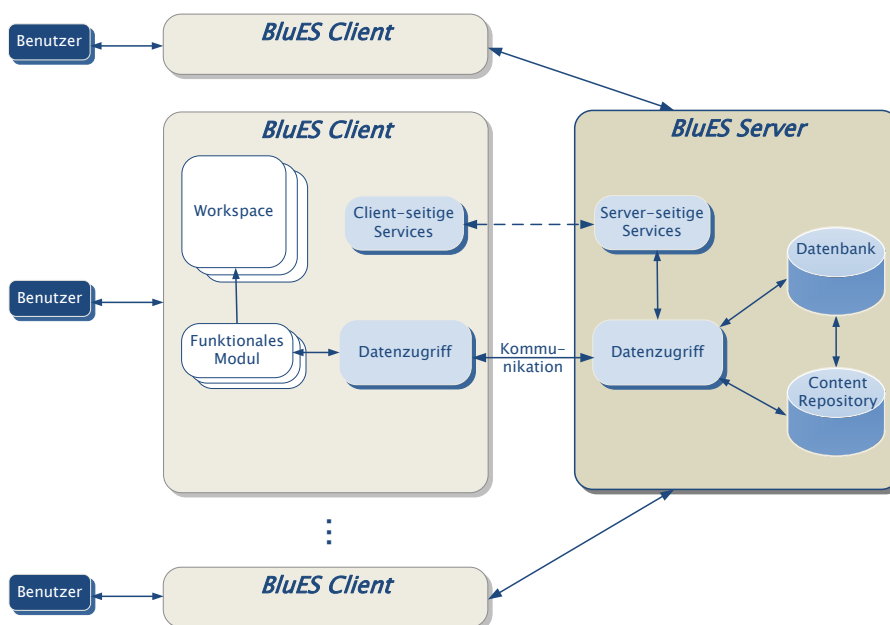 Benutzer
BluES Client
BluES Client
BluES Server
Workspace
Client-seitige
Services
Server-seitige
Services
Datenbank
Benutzer
Funktionales
Modul
Datenzugriff
Kommu-
nikation
Datenzugriff
Content
Repository
⋮
Benutzer
BluES Client